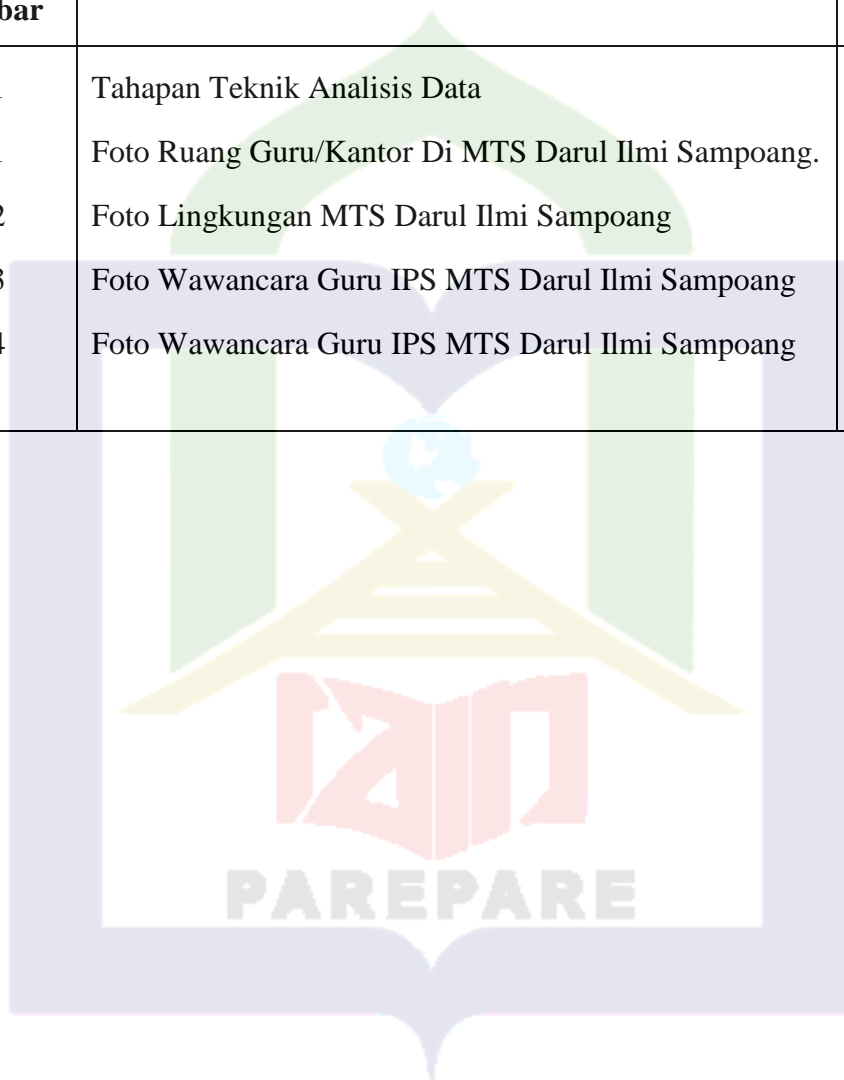 bar
Tahapan Teknik Analisis Data
1 Foto Ruang Guru/Kantor Di MTS Darul Ilmi Sampoang.
2 Foto Lingkungan MTS Darul Ilmi Sampoang
3 Foto Wawancara Guru IPS MTS Darul Ilmi Sampoang
4 Foto Wawancara Guru IPS MTS Darul Ilmi Sampoang
iain
PAREPARE